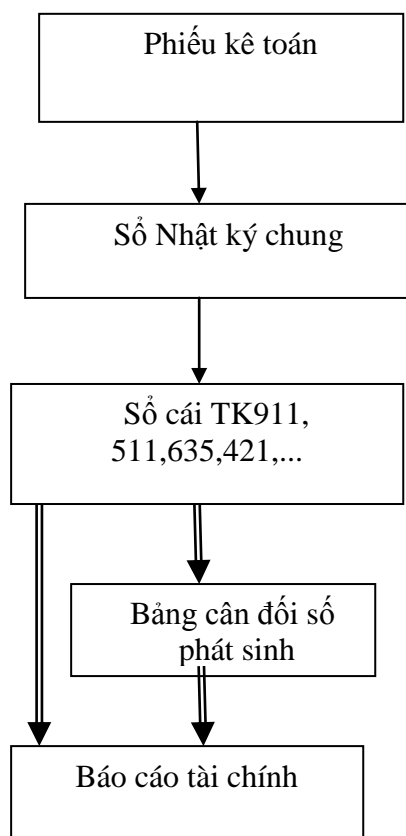 Phiếu kê toán
Sổ Nhật ký chung
Sổ cái TK911,
511,635,421,...
Bảng cân đối số
phát sinh
Báo cáo tài chính